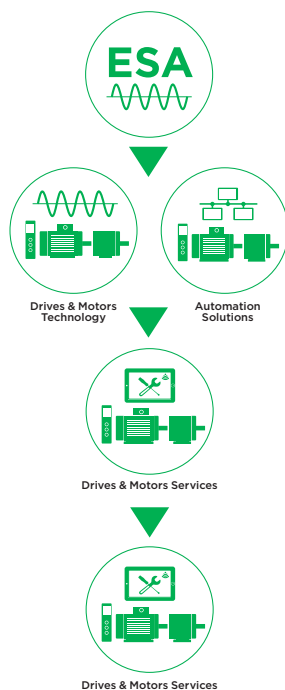 ESA
Drives & Motors
Technology
Automation
Solutions
Drives & Motors Services
Drives & Motors Services